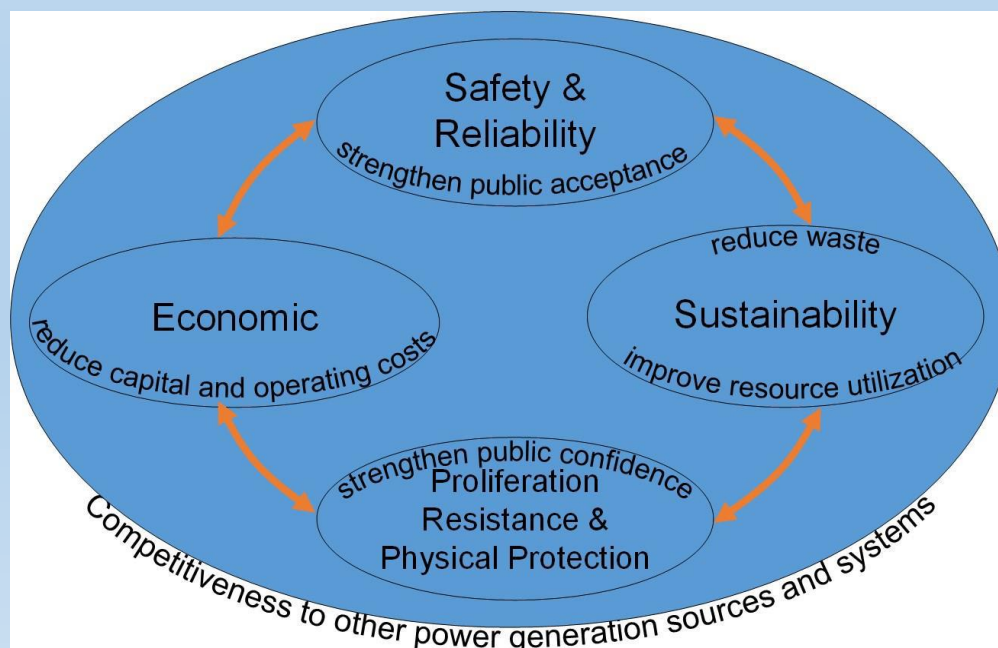 Safety &
Reliability
strengthen public acceptance
Economic
reduce capital and operating costs
reduce waste
Sustainability
improve resource utilization
strengthen public confidence
Proliferation
Resistance &
Physical Protection
Competitiveness to other power generation sources and systems